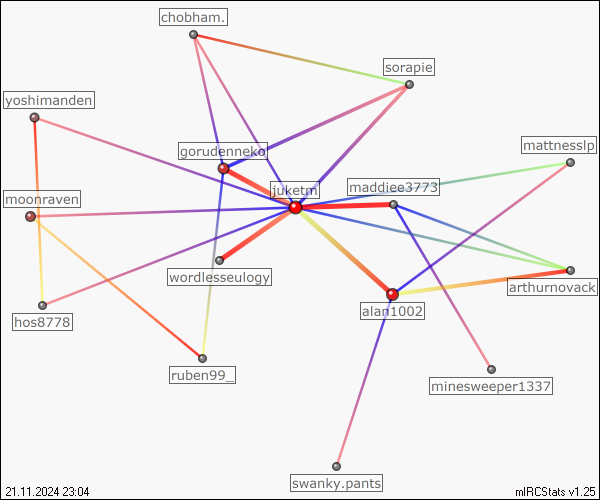 chobham.
sorapie
yoshimanden
mattnesslp
gorudenneko
juketm
maddiee3773
moonraven
wordlesseulogy
arthurnovack
alan1002
hos8778
ruben99_
minesweeper1337
swanky.pants
21.11.2024 23:04
mIRCStats v1.25